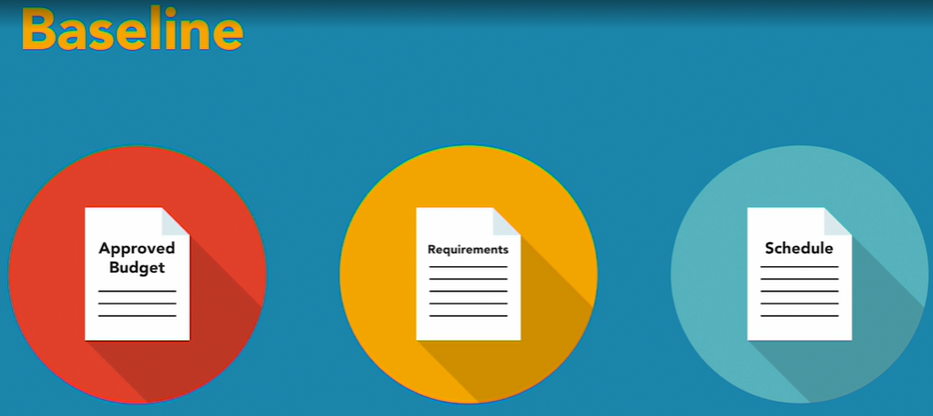 Baseline
Approved
Budget
Requirements
Schedule